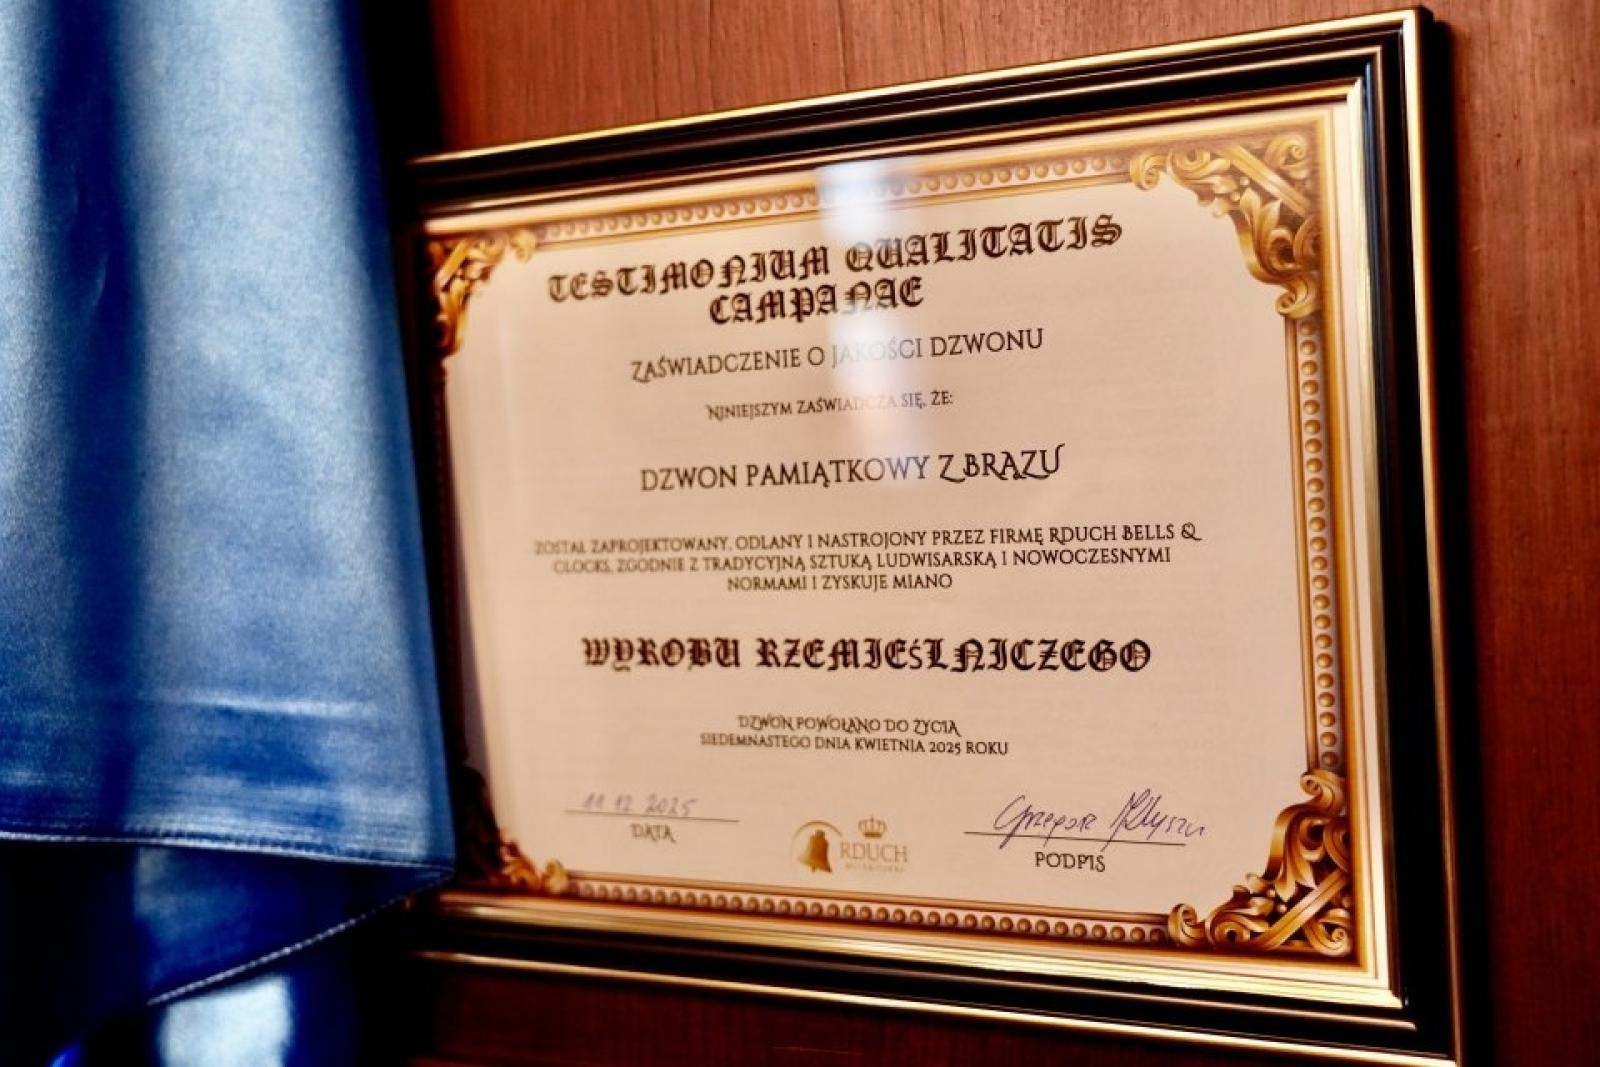 TESTIMONIUM QUALITATIS
CAMPANAE
ZAŚWIADCZENIE O JAKOŚCI DZWONU
NINIEJSZYM ZAŚWIADCZA SIĘ, ŻE:
DZWON PAMIĄTKOWY Z BRĄZU
ZOSTAŁ ZAPROJEKTOWANY, ODLANY I NASTROJONY PRZEZ FIRMĘ RDUCH BELLS &
CLOCKS, ZGODNIE Z TRADYCYJNĄ SZTUKĄ LUDWISARSKĄ I NOWOCZESNYMI
NORMAMI I ZYSKUJE MIANO
WYROBU RZEMIEŚLNICZEGO
DZWON POWOŁANO DO ŻYCIA
SIEDEMNASTEGO DNIA KWIETNIA 2025 ROKU
11 12 2025
DATA
RDUCH
Grzegorz
PODPIS